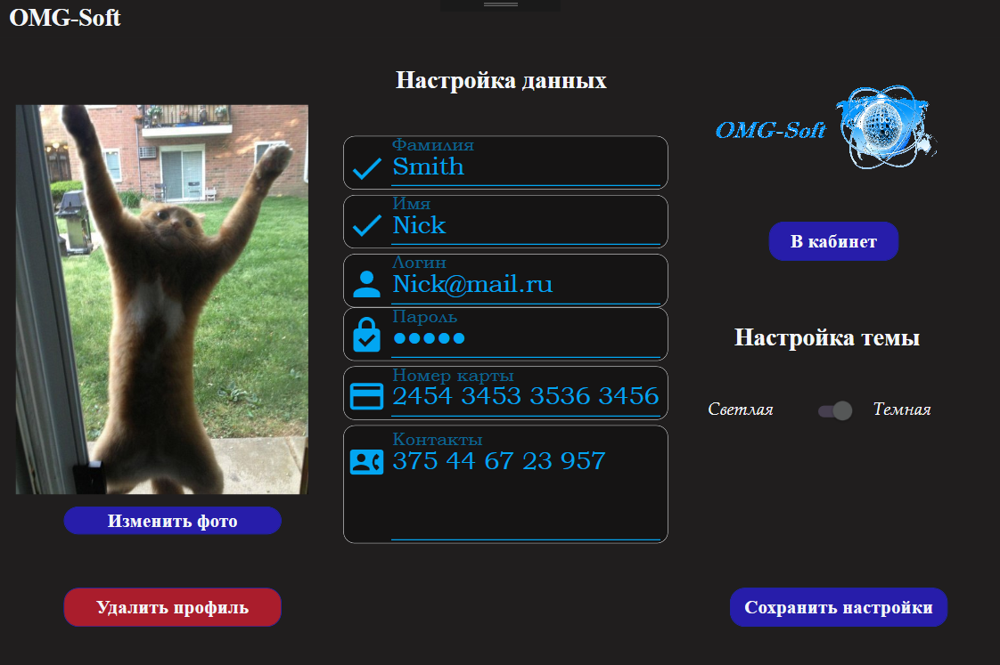 OMG-Soft
Настройка данных
OMG-Soft
Фамилия
Smith
Имя
Nick
Логин
Nick@mail.ru
Пароль
●●●●●
Номер карты
2454 3453 3536 3456
Контакты
375 44 67 23 957
В кабинет
Настройка темы
Светлая
Темная
Изменить фото
Удалить профиль
Сохранить настройки